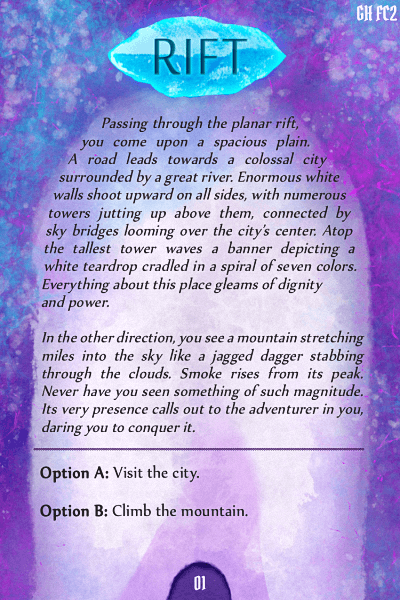 GH FC2
RIFT
Passing through the planar rift,
you come upon a spacious plain.
A road leads towards a colossal city
surrounded by a great river. Enormous white
walls shoot upward on all sides, with numerous
towers jutting up above them, connected by
sky bridges looming over the city's center. Atop
the tallest tower waves a banner depicting a
white teardrop cradled in a spiral of seven colors.
Everything about this place gleams of dignity
and power.
In the other direction, you see a mountain stretching
miles into the sky like a jagged dagger stabbing
through the clouds. Smoke rises from its peak.
Never have you seen something of such magnitude.
Its very presence calls out to the adventurer in you,
daring you to conquer it.
Option A: Visit the city.
Option B: Climb the mountain.
01